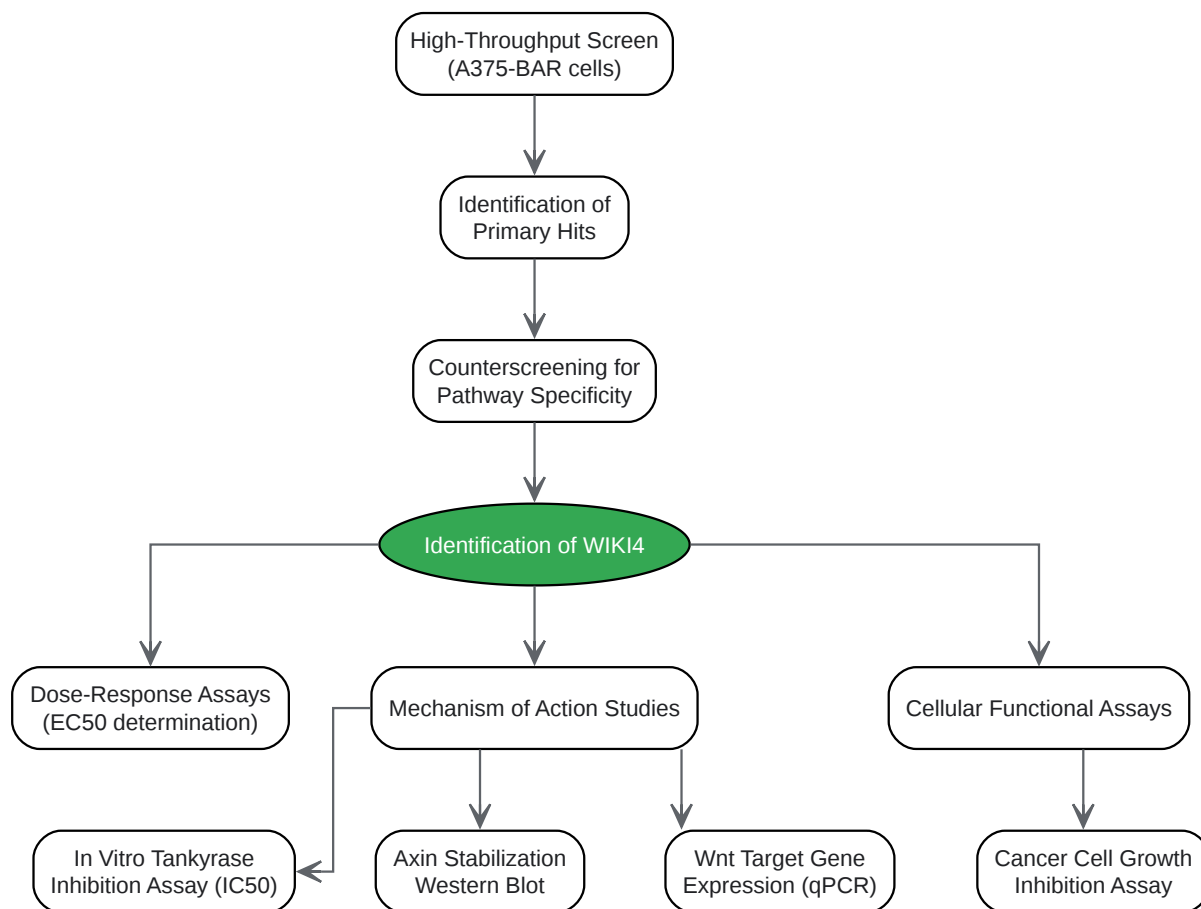 High-Throughput Screen
(A375-BAR cells)
Identification of
Primary Hits
Counterscreening for
Pathway Specificity
Identification of WIKI4
Dose-Response Assays
(EC50 determination)
Mechanism of Action Studies
Cellular Functional Assays
In Vitro Tankyrase
Inhibition Assay (IC50)
Axin Stabilization
Western Blot
Wnt Target Gene
Expression (qPCR)
Cancer Cell Growth
Inhibition Assay